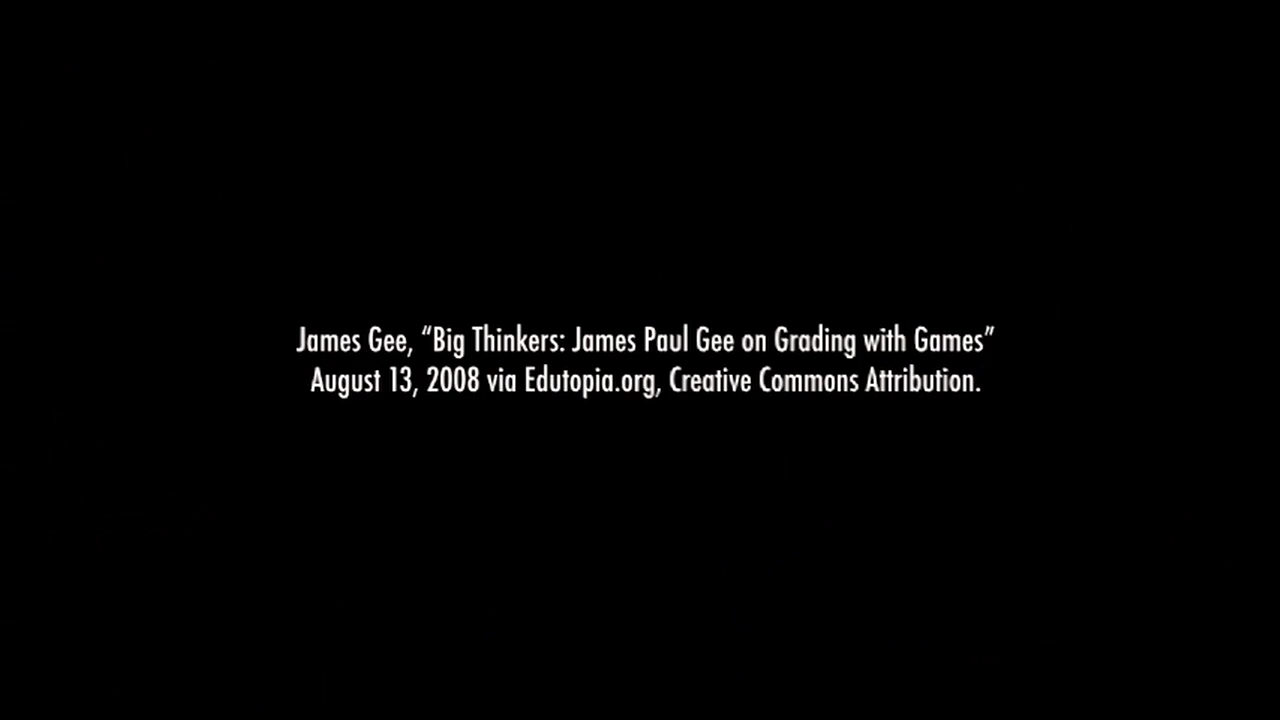 James Gee, “Big Thinkers: James Paul Gee on Grading with Games”
August 13, 2008 via Edutopia.org, Creative Commons Attribution.